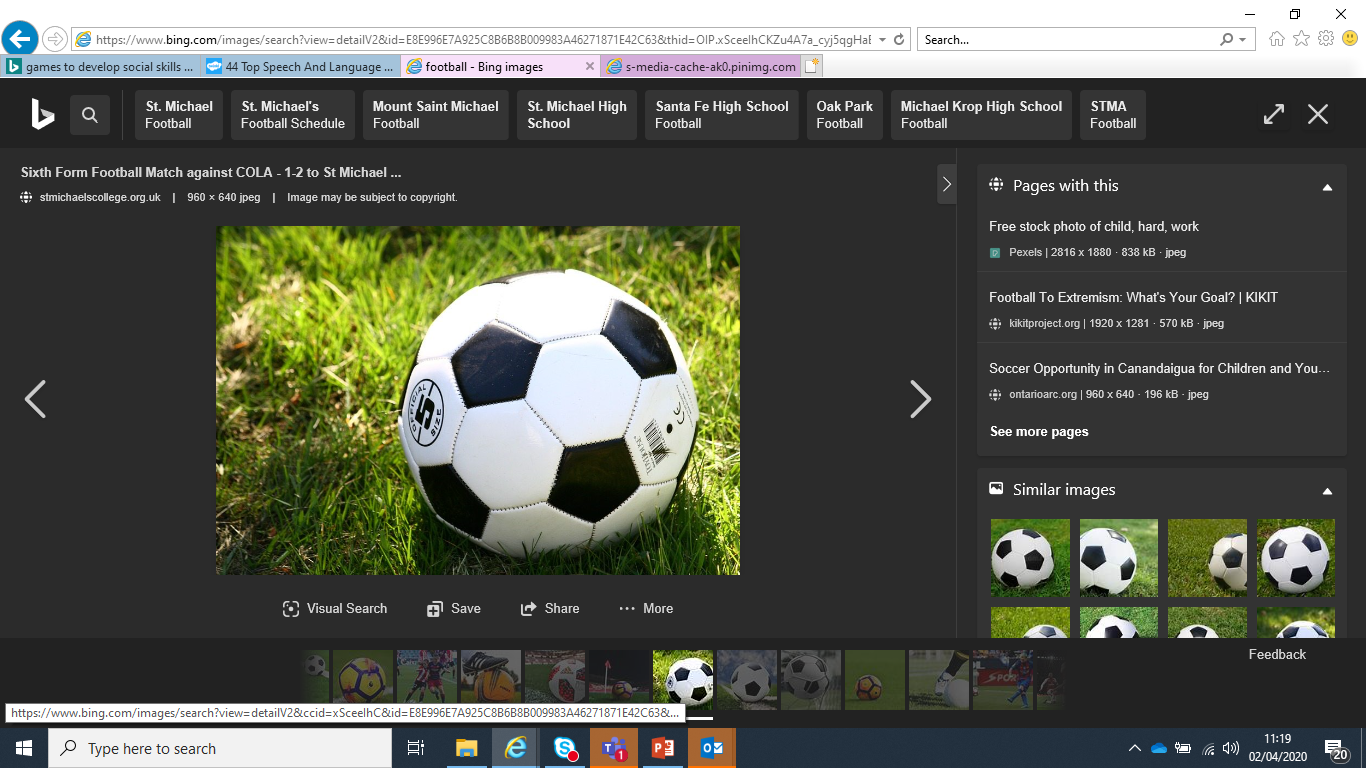 https://www.bing.com/images/search?view=detailV2&id=E8E996E7A925C8B6B8B009983A46271871E42C63&thid=OIP.xSceelhCKZu4A7a_cyj5qgHaE
Search...
games to develop social skills ...
44 Top Speech And Language ...
football - Bing images
s-media-cache-ak0.pinimg.com
St. Michael
Football
St. Michael's
Football Schedule
Mount Saint Michael
Football
St. Michael High
School
Santa Fe High School
Football
Oak Park
Football
Michael Krop High School
Football
STMA
Football
Sixth Form Football Match against COLA - 1-2 to St Michael ...
stmichaelscollege.org.uk | 960 × 640 jpeg | Image may be subject to copyright.
OFFICIAL
5
SIZE
CE
Visual Search
Save
Share
More
Pages with this
Free stock photo of child, hard, work
Pexels | 2816 x 1880 · 838 kB · jpeg
Football To Extremism: What's Your Goal? | KIKIT
kikitproject.org | 1920 x 1281 · 570 kB · jpeg
Soccer Opportunity in Canandaigua for Children and You...
ontarioarc.org | 960 x 640 · 196 kB · jpeg
See more pages
Similar images
Feedback
https://www.bing.com/images/search?view=detailV2&ccid=xSceelhC&id=E8E996E7A925C8B6B8B009983A46271871E42C63&...
Type here to search
1
11:19
02/04/2020
20